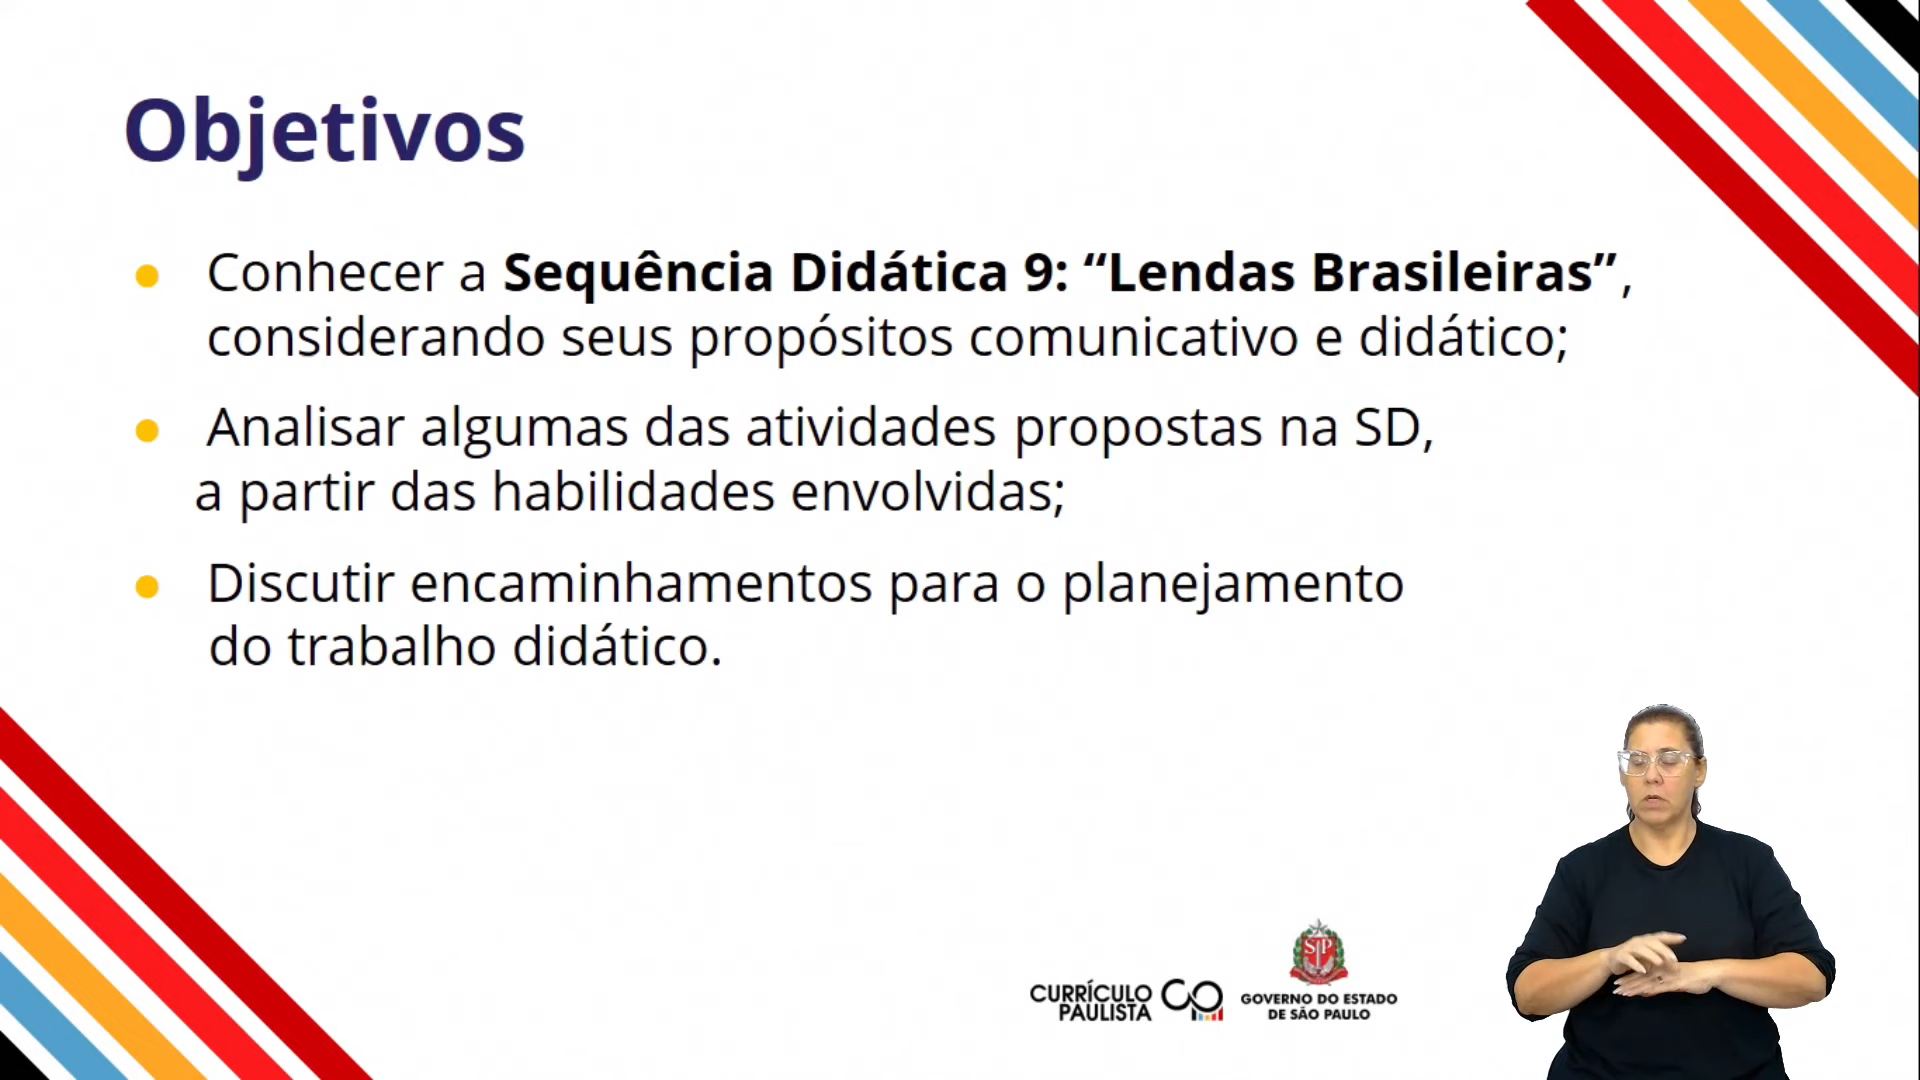 Objetivos
Conhecer a Sequência Didática 9: “Lendas Brasileiras”,
considerando seus propósitos comunicativo e didático;
Analisar algumas das atividades propostas na SD,
a partir das habilidades envolvidas;
Discutir encaminhamentos para o planejamento
do trabalho didático.
CURRÍCULO
PAULISTA
SP
GOVERNO DO ESTADO
DE SÃO PAULO